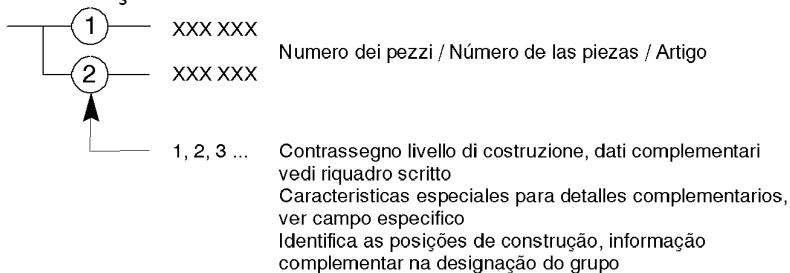 1 XXX XXX
Numero dei pezzi / Número de las piezas / Artigo
2 XXX XXX
1, 2, 3 ... Contrassegno livello di costruzione, dati complementari
vedi riquadro scritto
Caracteristicas especiales para detalles complementarios,
ver campo especifico
Identifica as posições de construção, informação
complementar na designação do grupo